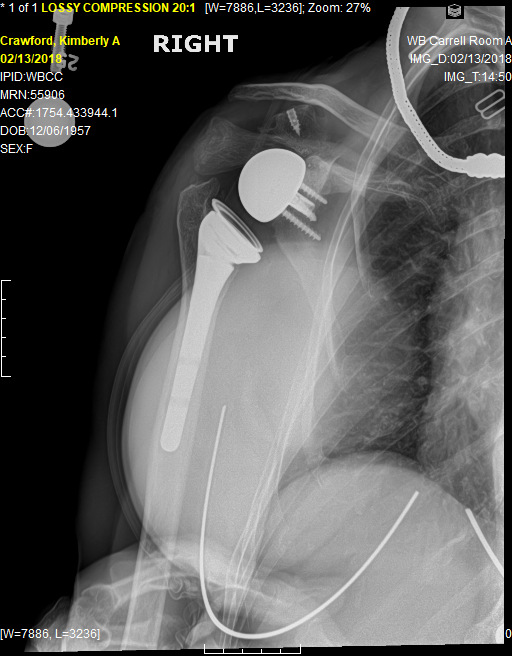 * 1 of 1 LOSSY COMPRESSION 20:1 [W=7886,L=3236]; Zoom: 27%
Crawford, Kimberly A
02/13/2018
IPID:WBCC
MRN:55906
ACC#:1754.433944.1
DOB:12/06/1957
SEX:F
RIGHT
WB Carrell Room A
IMG_D:02/13/2018
IMG_T:14:50
25
[W=7886, L=3236]
0